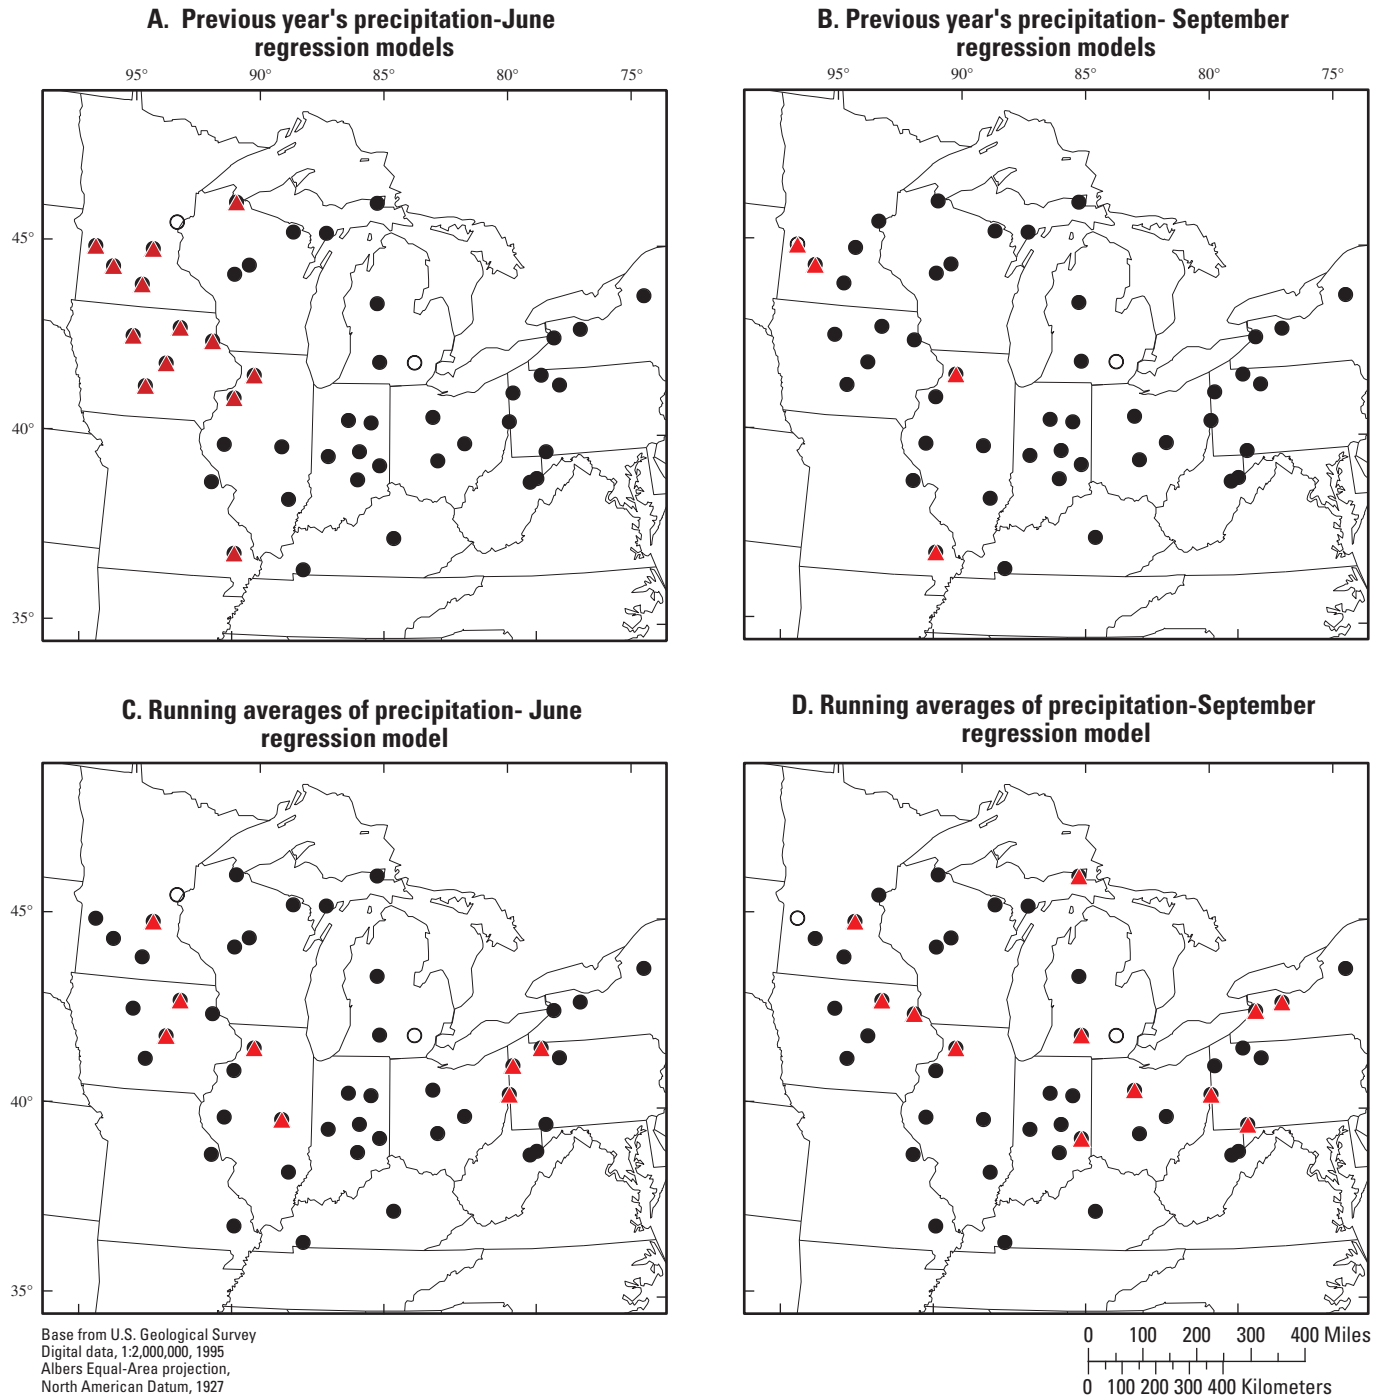 A. Previous year's precipitation-June
regression models
B. Previous year's precipitation- September
regression models
95° 90° 85° 80° 75°
95° 90° 85° 80° 75°
45°
40°
35°
C. Running averages of precipitation- June
regression model
D. Running averages of precipitation-September
regression model
45°
40°
35°
Base from U.S. Geological Survey
Digital data, 1:2,000,000, 1995
Albers Equal-Area projection,
North American Datum, 1927
0 100 200 300 400 Miles
0 100 200 300 400 Kilometers